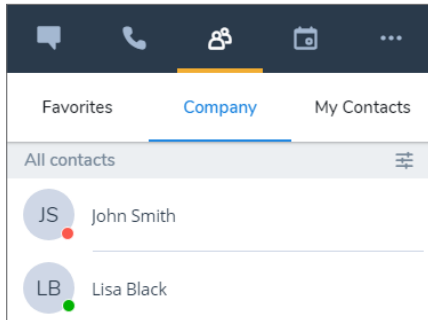 Favorites Company My Contacts
All contacts
JS John Smith
LB Lisa Black